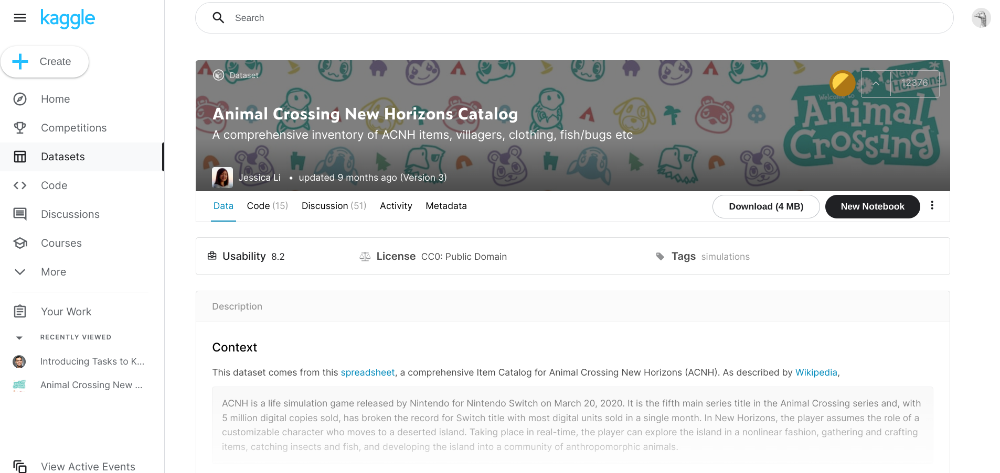 kaggle
Search
Create
Home
Competitions
Datasets
Code
Discussions
Courses
More
Your Work
RECENTLY VIEWED
Introducing Tasks to K...
Animal Crossing New ...
View Active Events
Dataset
12376
New Horizons
Welcome to
Animal Crossing
Animal Crossing New Horizons Catalog
A comprehensive inventory of ACNH items, villagers, clothing, fish/bugs etc
Jessica Li • updated 9 months ago (Version 3)
Data Code (15) Discussion (51) Activity Metadata
Download (4 MB) New Notebook
Usability 8.2 License CC0: Public Domain Tags simulations
Description
Context
This dataset comes from this spreadsheet, a comprehensive Item Catalog for Animal Crossing New Horizons (ACNH). As described by Wikipedia,
ACNH is a life simulation game released by Nintendo for Nintendo Switch on March 20, 2020. It is the fifth main series title in the Animal Crossing series and, with
5 million digital copies sold, has broken the record for Switch title with most digital units sold in a single month. In New Horizons, the player assumes the role of a
customizable character who moves to a deserted island. Taking place in real-time, the player can explore the island in a nonlinear fashion, gathering and crafting
items, catching insects and fish, and developing the island into a community of anthropomorphic animals.